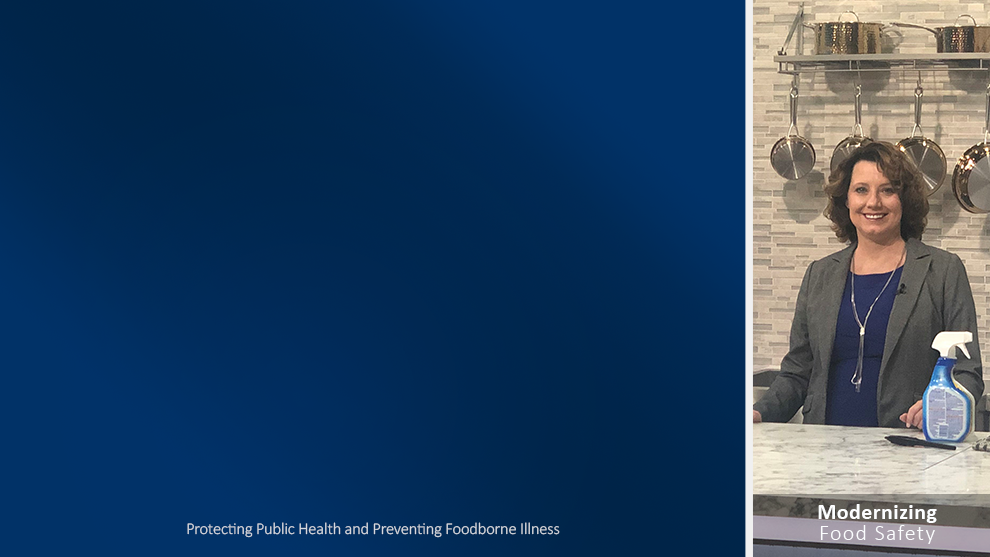 Protecting Public Health and Preventing Foodborne Illness
Modernizing
Food Safety